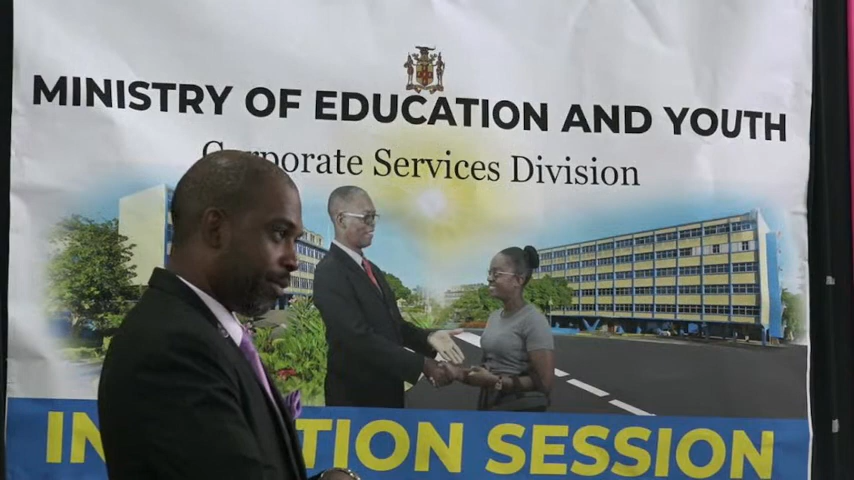 MINISTRY OF EDUCATION AND YOUTH
Corporate Services Division
SESSION